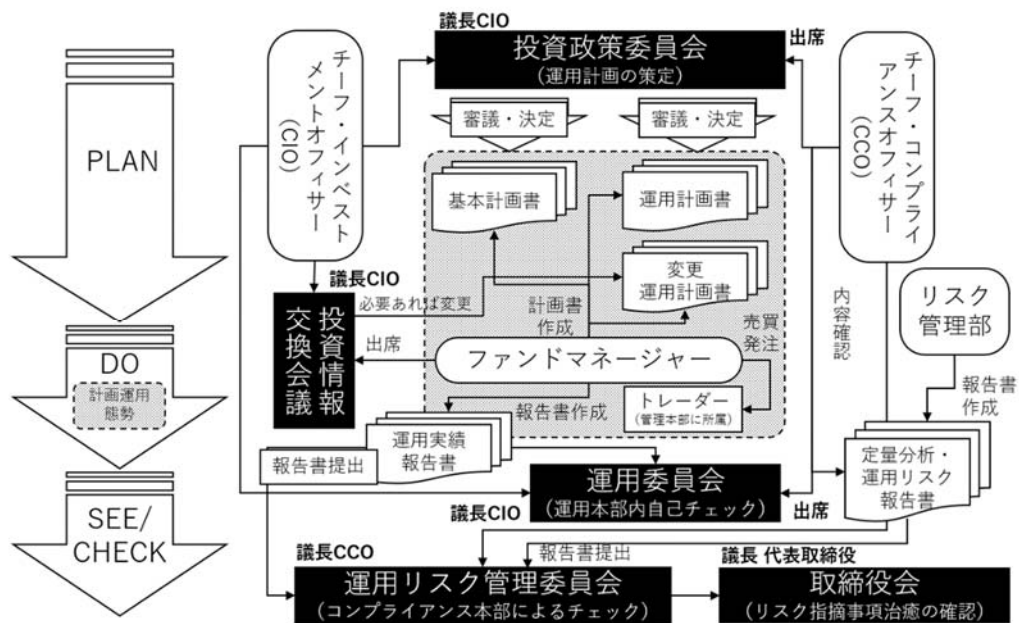 議長CIO
投資政策委員会
(運用計画の策定)
出席
チーフ・インベスト
メントオフィサー
(CIO)
チーフ・コンプライ
アンスオフィサー
(CCO)
PLAN
審議・決定
審議・決定
基本計画書
運用計画書
変更
運用計画書
議長CIO
必要あれば変更
計画書
作成
売買
発注
内容確認
リスク
管理部
投資情報
交換会議
出席
ファンドマネージャー
DO
計画運用
態勢
報告書作成
トレーダー
(管理本部に所属)
報告書
作成
運用実績
報告書
報告書提出
定量分析・
運用リスク
報告書
運用委員会
(運用本部内自己チェック)
議長CIO
出席
SEE/
CHECK
議長CCO
報告書提出
議長 代表取締役
運用リスク管理委員会
(コンプライアンス本部によるチェック)
取締役会
(リスク指摘事項治癒の確認)